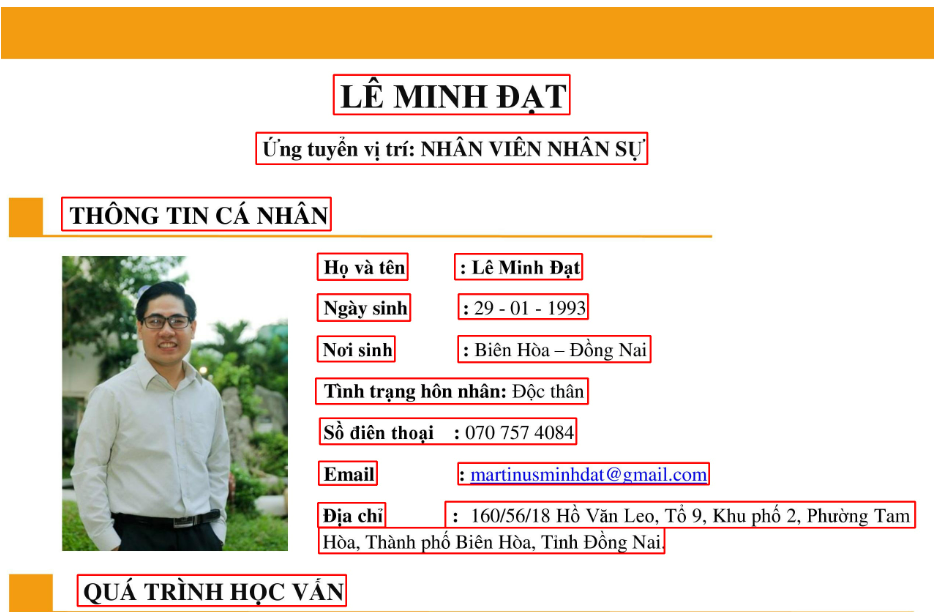 LÊ MINH ĐẠT
Ứng tuyển vị trí: NHÂN VIÊN NHÂN SỰ
THÔNG TIN CÁ NHÂN
Họ và tên : Lê Minh Đạt
Ngày sinh : 29 - 01 - 1993
Nơi sinh : Biên Hòa – Đồng Nai
Tình trạng hôn nhân: Độc thân
Số điên thoại : 070 757 4084
Email : martinusminhdat@gmail.com
Địa chỉ : 160/56/18 Hồ Văn Leo, Tổ 9, Khu phố 2, Phường Tam
Hòa, Thành phố Biên Hòa, Tỉnh Đồng Nai.
QUÁ TRÌNH HỌC VẤN